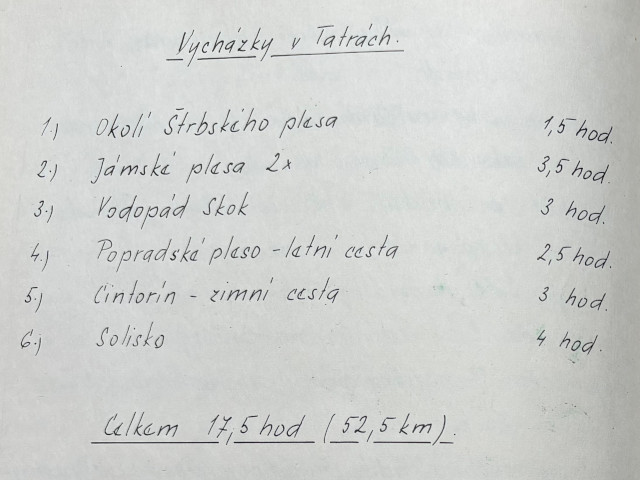 Vycházky v Tatrách.
1.) Okolí Štrbského plesa 1,5 hod.
2.) Jámské plesa 2x 3,5 hod.
3.) Vodopád Skok 3 hod.
4.) Popradské pleso - letní cesta 2,5 hod.
5.) Cintorín - zimní cesta 3 hod.
6.) Solisko 4 hod.
Celkem 17,5 hod (52,5 km).